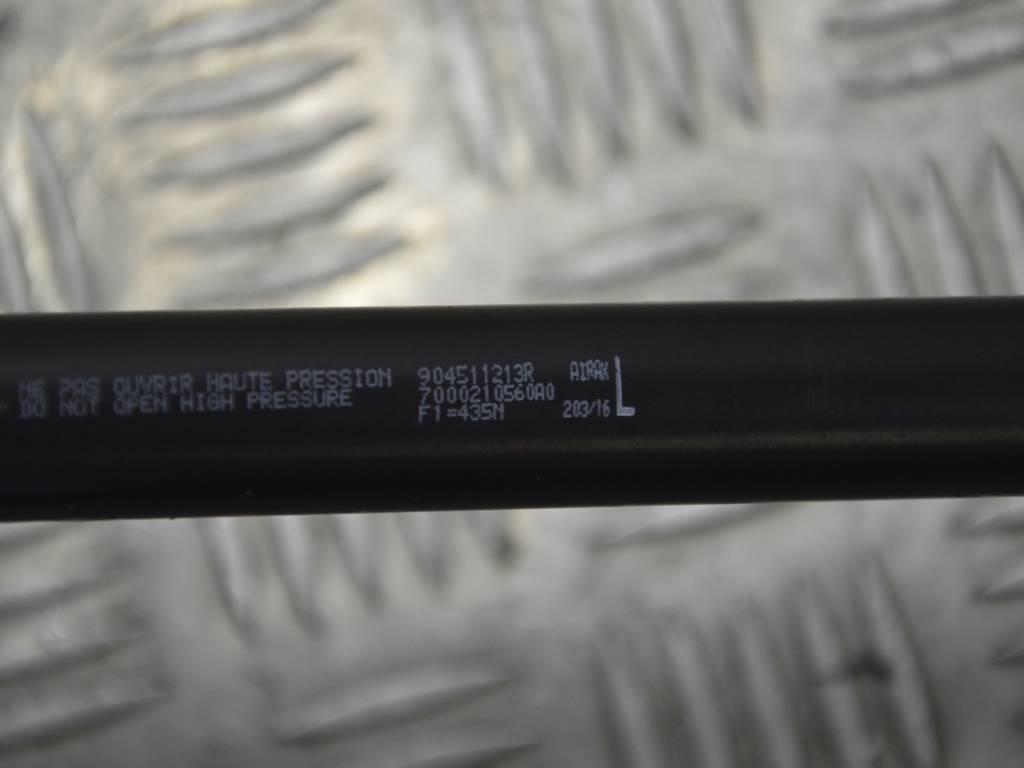 NE PAS OUVRIR HAUTE PRESSION
DO NOT OPEN HIGH PRESSURE
904511213R
7000210560A0
F1=435N
AIRAX
203/16
L